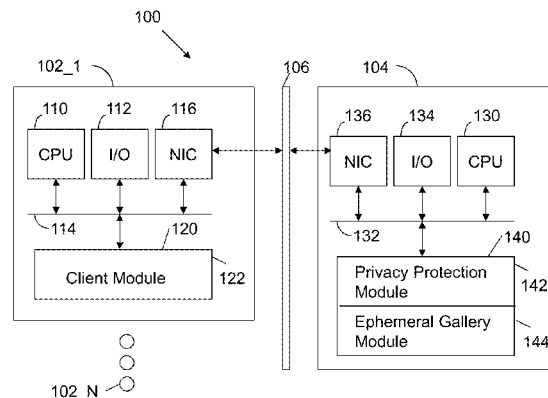 100
102_1
106
104
110
112
116
136
134
130
CPU
I/O
NIC
NIC
I/O
CPU
114
120
132
140
Client Module
122
Privacy Protection
Module
142
Ephemeral Gallery
Module
144
102_N